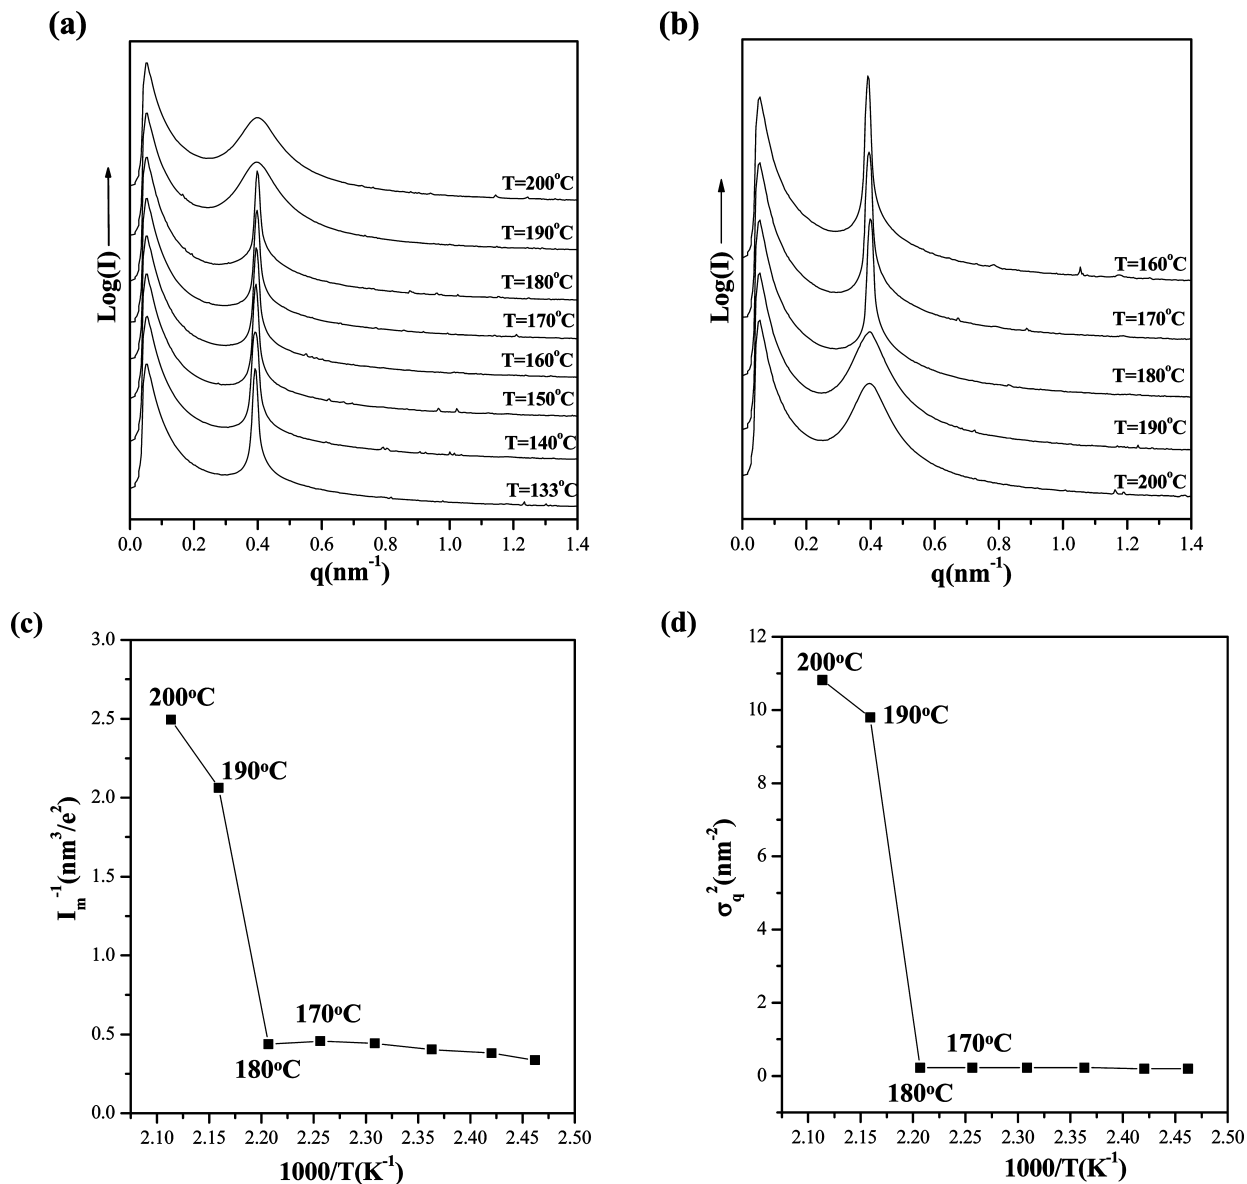 (a)
Log(I)
T=200°C
T=190°C
T=180°C
T=170°C
T=160°C
T=150°C
T=140°C
T=133°C
0.0 0.2 0.4 0.6 0.8 1.0 1.2 1.4
q(nm⁻¹)
(b)
Log(I)
T=160°C
T=170°C
T=180°C
T=190°C
T=200°C
0.0 0.2 0.4 0.6 0.8 1.0 1.2 1.4
q(nm⁻¹)
(c)
3.0
2.5
2.0
1.5
1.0
0.5
0.0
Iₘ⁻¹(nm³/e²)
200°C
190°C
170°C
180°C
2.10 2.15 2.20 2.25 2.30 2.35 2.40 2.45 2.50
1000/T(K⁻¹)
(d)
12
10
8
6
4
2
0
σq²(nm⁻²)
200°C
190°C
170°C
180°C
2.10 2.15 2.20 2.25 2.30 2.35 2.40 2.45 2.50
1000/T(K⁻¹)